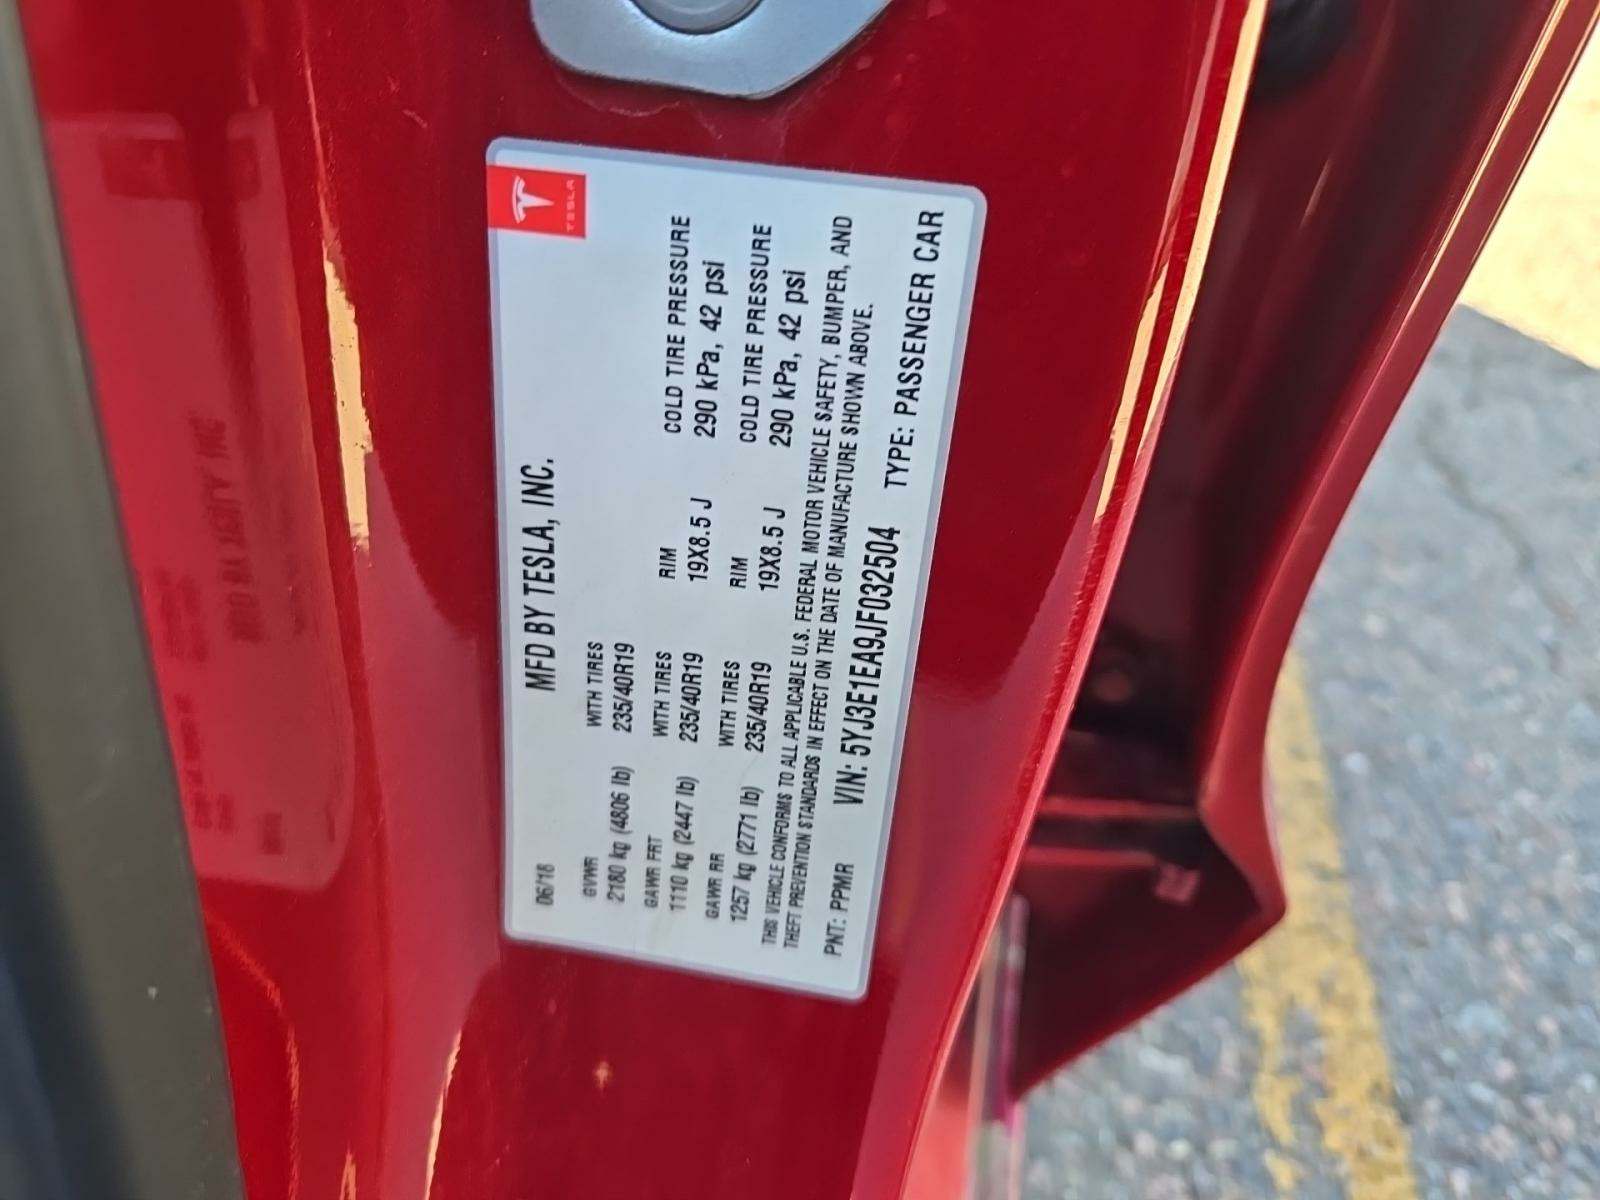 TESLA
06/18 MFD BY TESLA, INC.
GVWR WITH TIRES
2180 kg (4806 lb) 235/40R19
GAWR FRT WITH TIRES RIM COLD TIRE PRESSURE
1110 kg (2447 lb) 235/40R19 19X8.5 J 290 kPa, 42 psi
GAWR RR WITH TIRES RIM COLD TIRE PRESSURE
1257 kg (2771 lb) 235/40R19 19X8.5 J 290 kPa, 42 psi
THIS VEHICLE CONFORMS TO ALL APPLICABLE U.S. FEDERAL MOTOR VEHICLE SAFETY, BUMPER, AND
THEFT PREVENTION STANDARDS IN EFFECT ON THE DATE OF MANUFACTURE SHOWN ABOVE.
PNT: PPMR VIN: 5YJ3E1EA9JF032504 TYPE: PASSENGER CAR